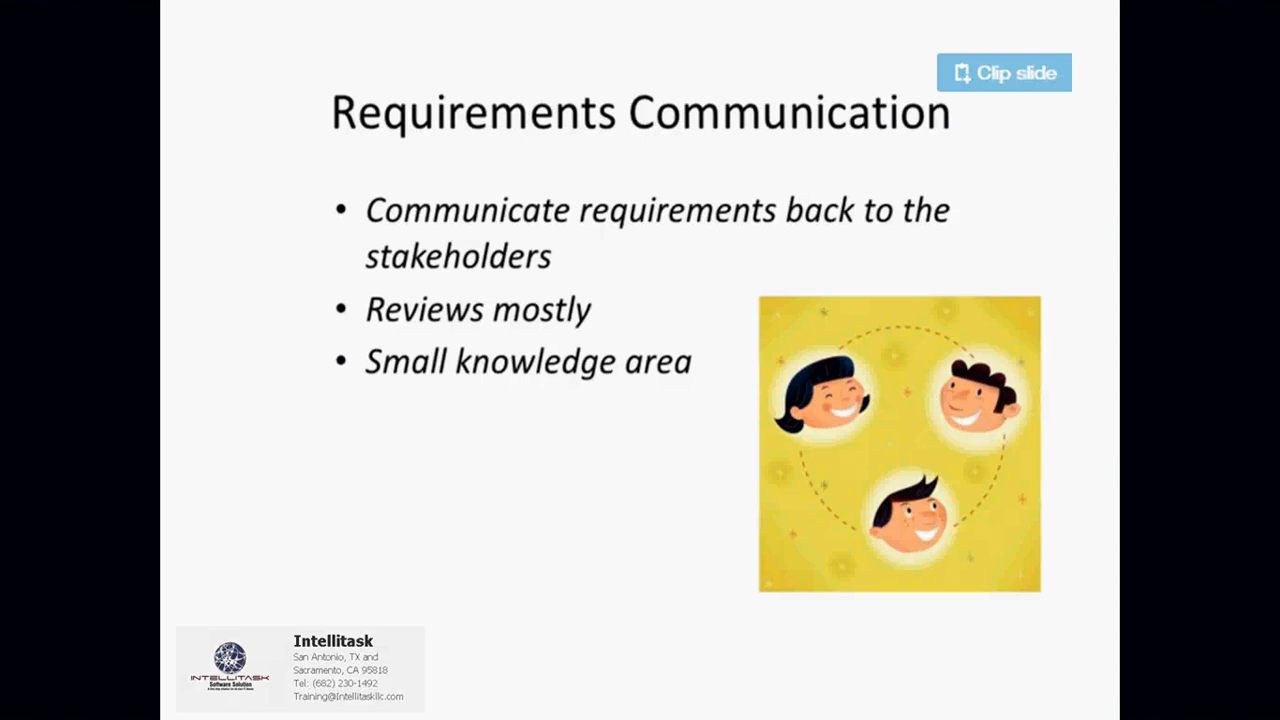 Clip slide
Requirements Communication
• Communicate requirements back to the
stakeholders
• Reviews mostly
• Small knowledge area
Intellitask
San Antonio, TX and
Sacramento, CA 95818
Tel: (682) 230-1492
Training@Intellitaskllc.com
INTELLITASK
Software Solution